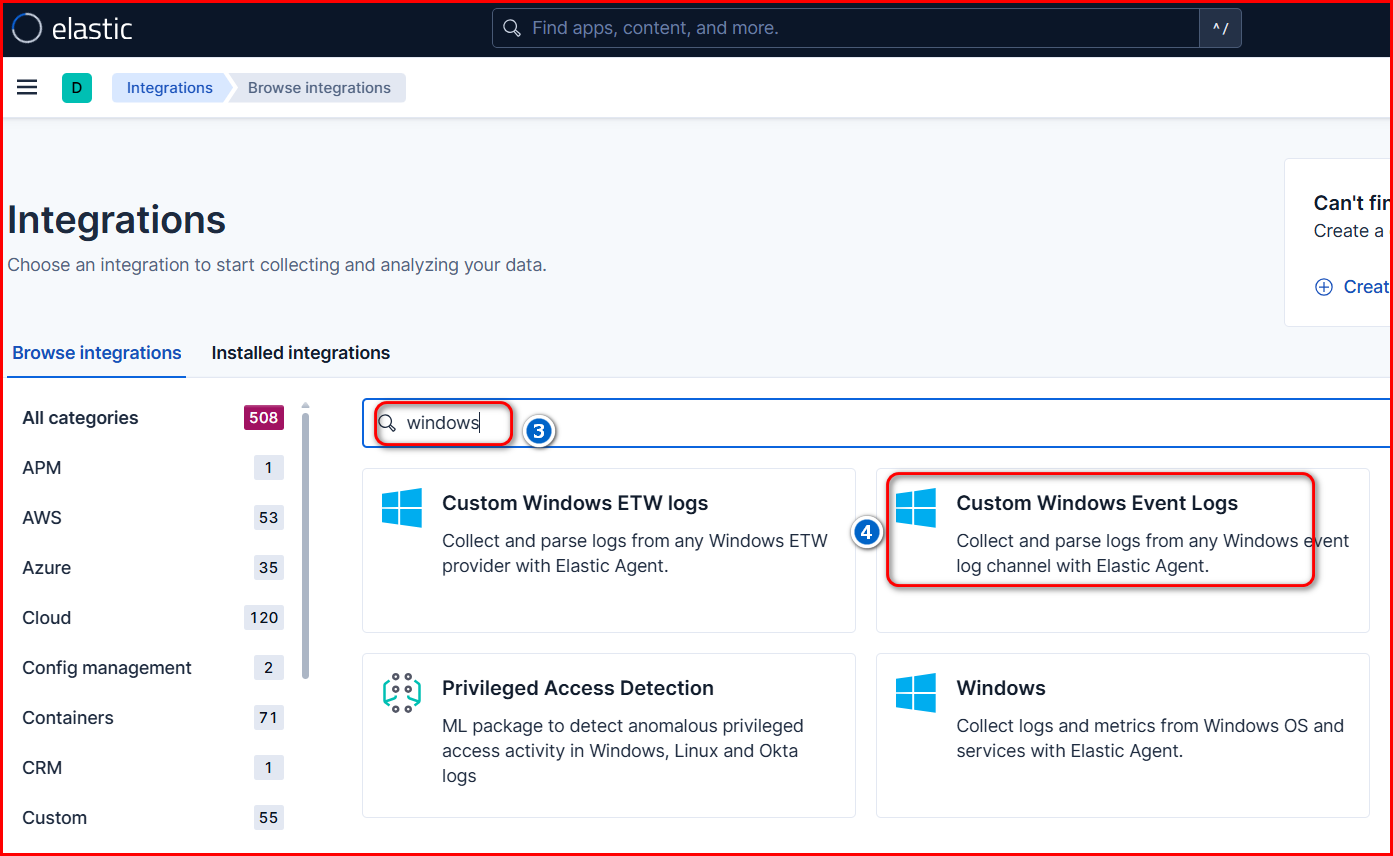 elastic
Find apps, content, and more.
^ /
D
Integrations
Browse integrations
Integrations
Choose an integration to start collecting and analyzing your data.
Can't fin
Create a
Creat
Browse integrations
Installed integrations
All categories 508
APM 1
AWS 53
Azure 35
Cloud 120
Config management 2
Containers 71
CRM 1
Custom 55
windows
3
Custom Windows ETW logs
Collect and parse logs from any Windows ETW
provider with Elastic Agent.
4
Custom Windows Event Logs
Collect and parse logs from any Windows event
log channel with Elastic Agent.
Privileged Access Detection
ML package to detect anomalous privileged
access activity in Windows, Linux and Okta
logs
Windows
Collect logs and metrics from Windows OS and
services with Elastic Agent.